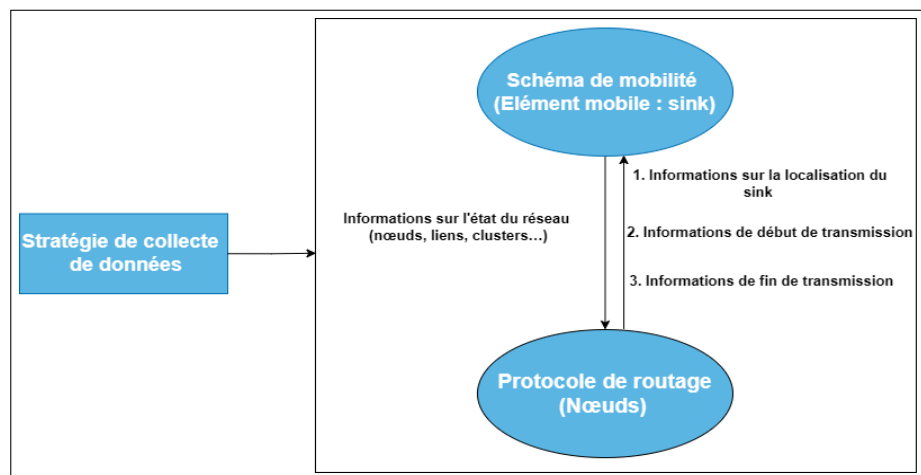 Schéma de mobilité
(Elément mobile : sink)
1. Informations sur la localisation du
sink
Informations sur l'état du réseau
(nœuds, liens, clusters…)
2. Informations de début de transmission
Stratégie de collecte
de données
3. Informations de fin de transmission
Protocole de routage
(Nœuds)